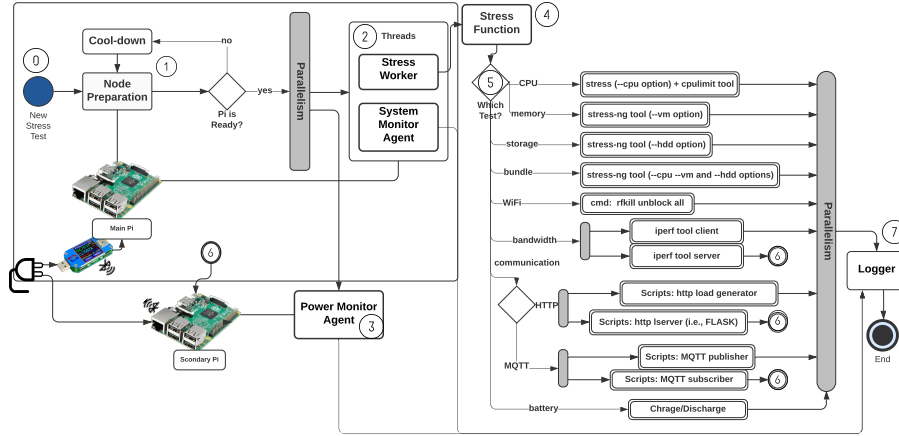 0
New
Stress
Test
Cool-down
no
1
Node
Preparation
Pi is
Ready?
yes
Parallelism
2
Threads
Stress
Worker
System
Monitor
Agent
Main Pi
6
Scondary Pi
Power Monitor
Agent
3
Stress
Function
4
5
Which
Test?
CPU
stress (--cpu option) + cpulimit tool
memory
stress-ng tool (--vm option)
storage
stress-ng tool (--hdd option)
bundle
stress-ng tool (--cpu --vm and --hdd options)
WiFi
cmd: rfkill unblock all
bandwidth
iperf tool client
iperf tool server
6
communication
HTTP
Scripts: http load generator
Scripts: http lserver (i.e., FLASK)
6
MQTT
Scripts: MQTT publisher
Scripts: MQTT subscriber
6
battery
Chrage/Discharge
Parallelism
7
Logger
End